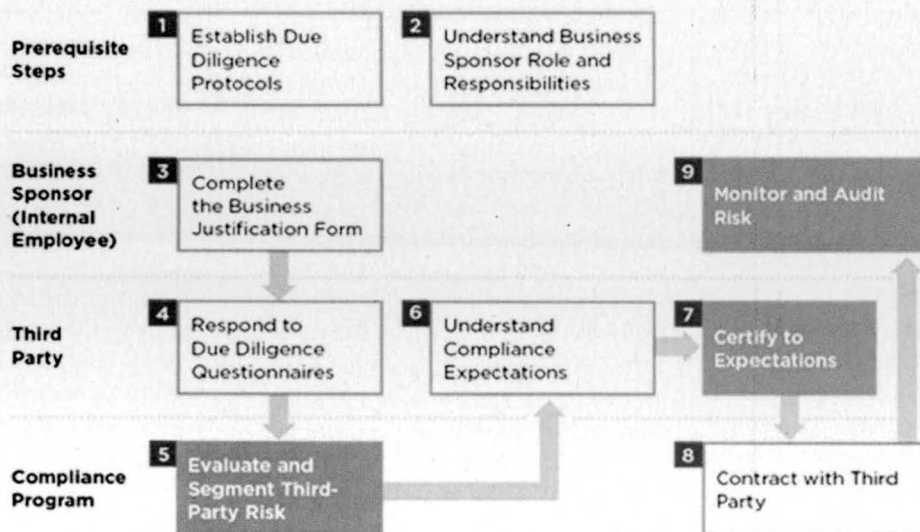 Prerequisite
Steps
1
Establish Due
Diligence
Protocols
2
Understand Business
Sponsor Role and
Responsibilities
Business
Sponsor
(Internal
Employee)
3
Complete
the Business
Justification Form
9
Monitor and Audit
Risk
Third
Party
4
Respond to
Due Diligence
Questionnaires
6
Understand
Compliance
Expectations
7
Certify to
Expectations
Compliance
Program
5
Evaluate and
Segment Third-
Party Risk
8
Contract with Third
Party